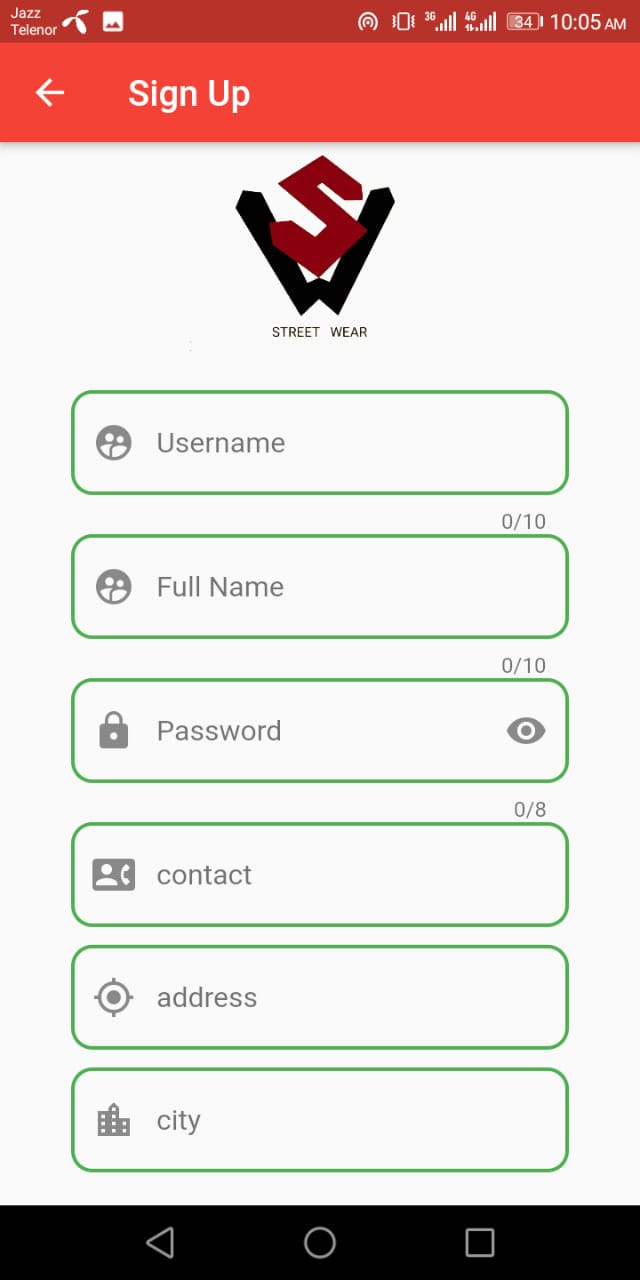 Jazz
Telenor
3G 4G 34 10:05 AM
Sign Up
STREET WEAR
Username
0/10
Full Name
0/10
Password
0/8
contact
address
city